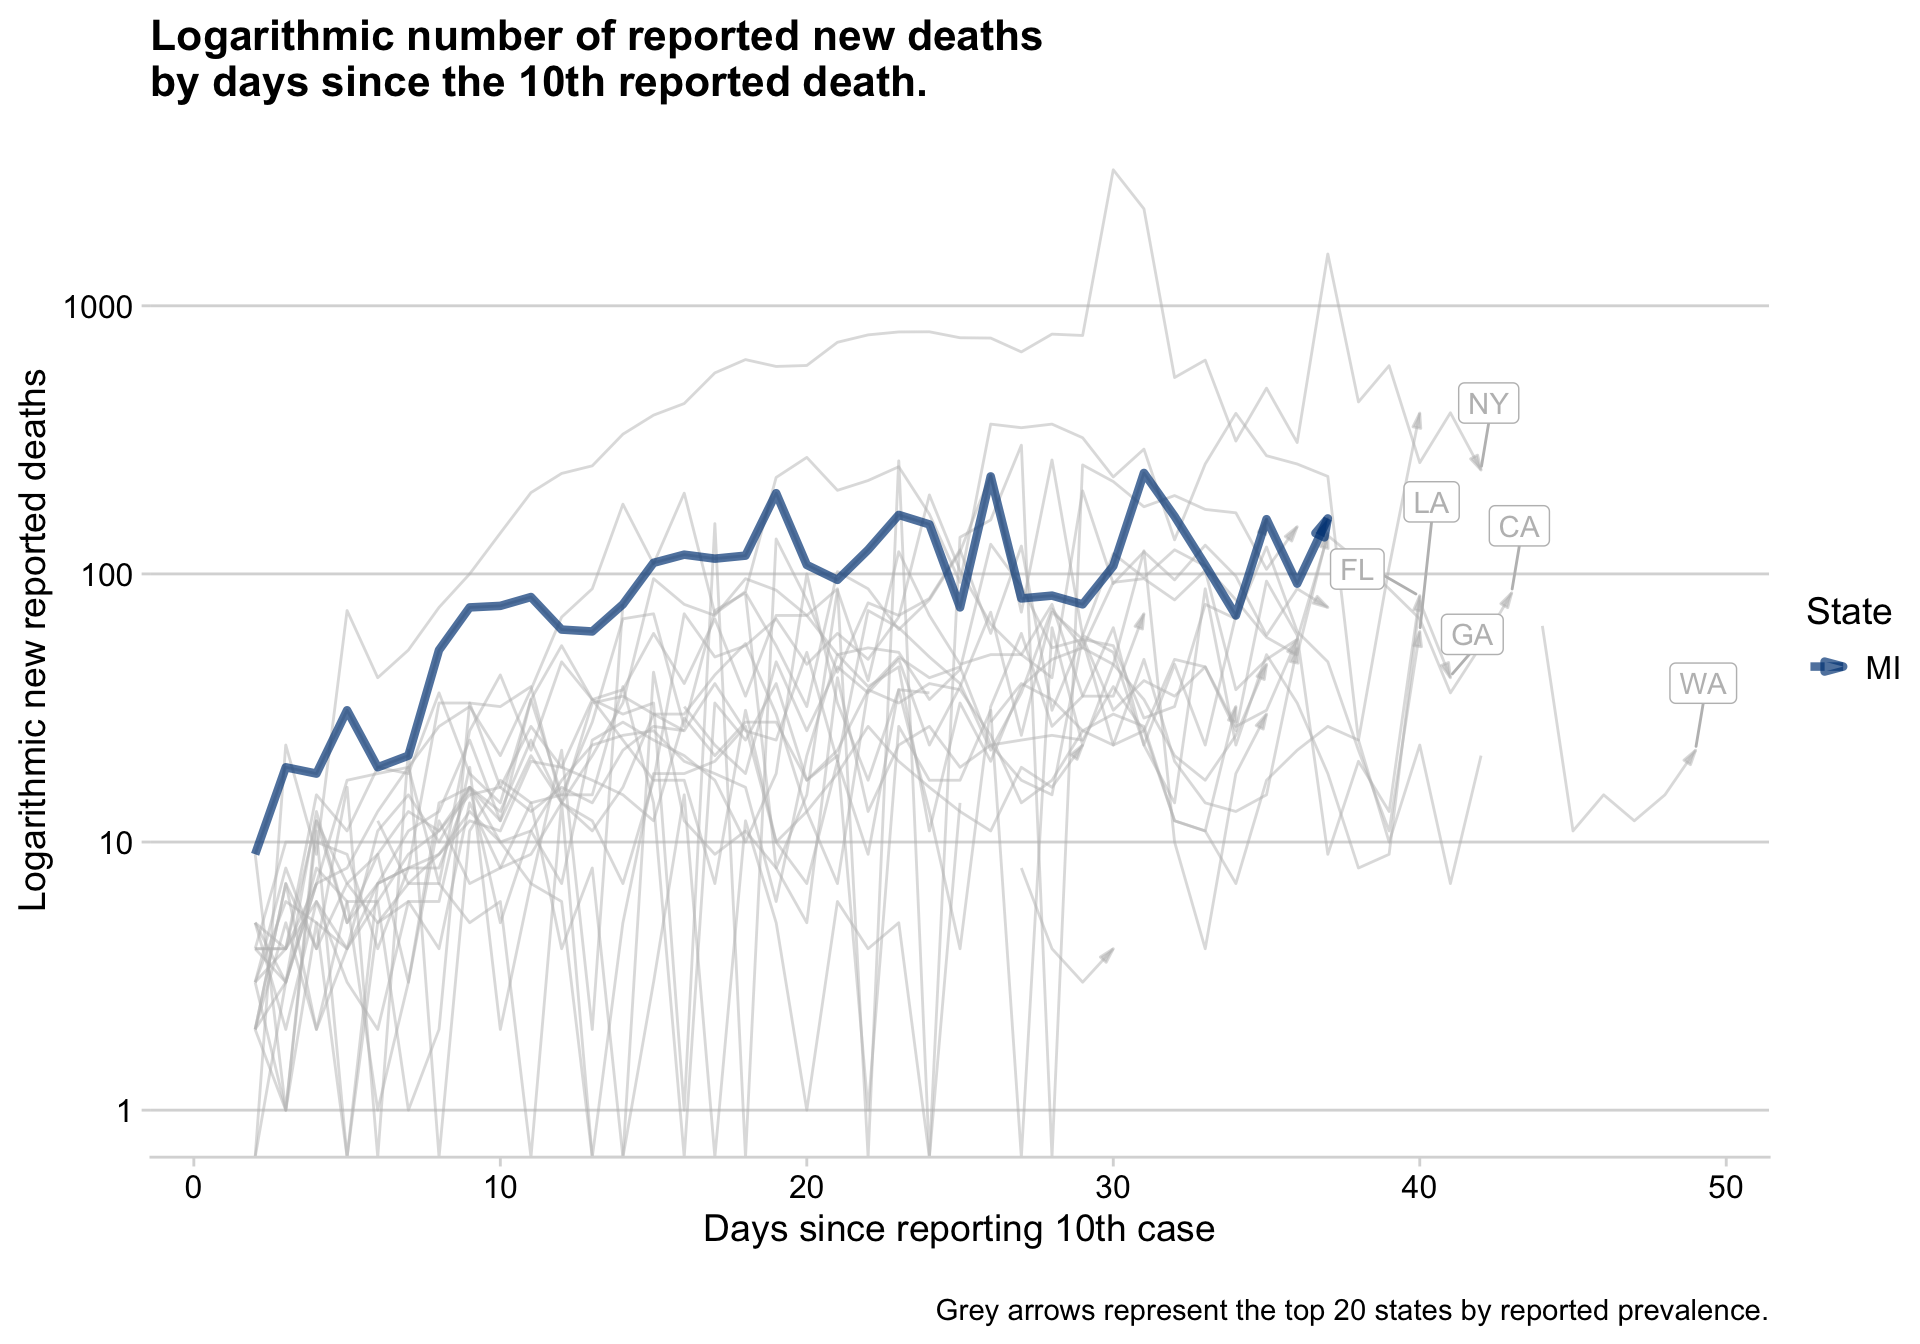 Logarithmic number of reported new deaths
by days since the 10th reported death.
Logarithmic new reported deaths
1000
100
10
1
NY
LA
CA
FL
GA
WA
State
MI
0
10
20
30
40
50
Days since reporting 10th case
Grey arrows represent the top 20 states by reported prevalence.